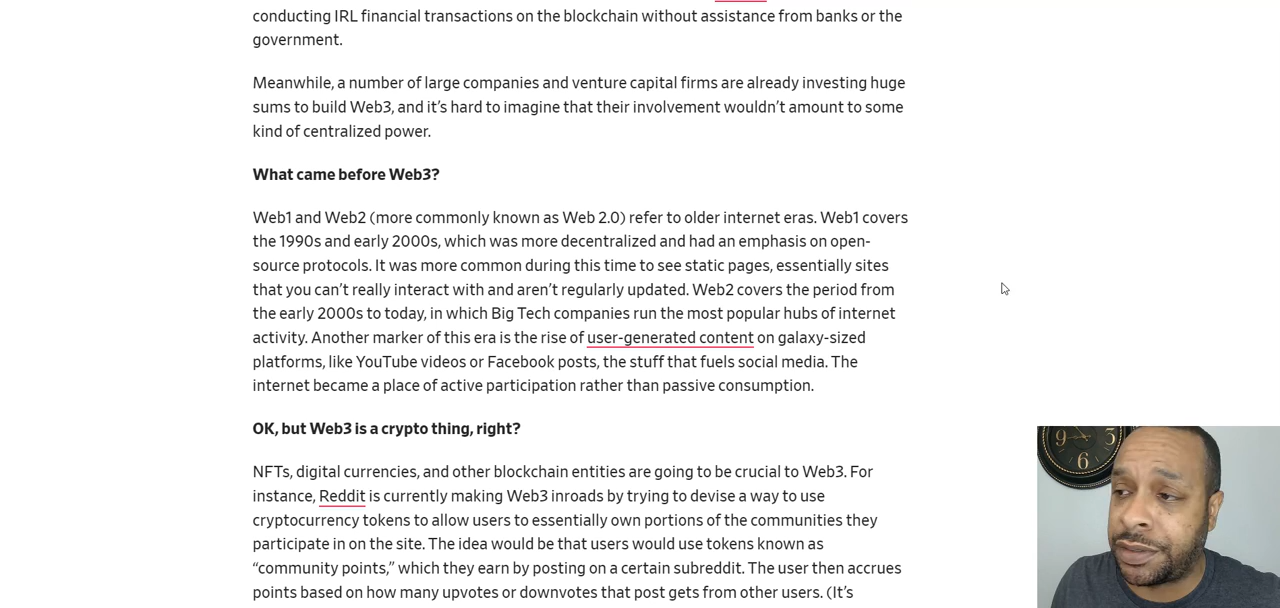 conducting IRL financial transactions on the blockchain without assistance from banks or the
government.
Meanwhile, a number of large companies and venture capital firms are already investing huge
sums to build Web3, and it’s hard to imagine that their involvement wouldn’t amount to some
kind of centralized power.
What came before Web3?
Web1 and Web2 (more commonly known as Web 2.0) refer to older internet eras. Web1 covers
the 1990s and early 2000s, which was more decentralized and had an emphasis on open-
source protocols. It was more common during this time to see static pages, essentially sites
that you can’t really interact with and aren’t regularly updated. Web2 covers the period from
the early 2000s to today, in which Big Tech companies run the most popular hubs of internet
activity. Another marker of this era is the rise of user-generated content on galaxy-sized
platforms, like YouTube videos or Facebook posts, the stuff that fuels social media. The
internet became a place of active participation rather than passive consumption.
OK, but Web3 is a crypto thing, right?
NFTs, digital currencies, and other blockchain entities are going to be crucial to Web3. For
instance, Reddit is currently making Web3 inroads by trying to devise a way to use
cryptocurrency tokens to allow users to essentially own portions of the communities they
participate in on the site. The idea would be that users would use tokens known as
“community points,” which they earn by posting on a certain subreddit. The user then accrues
points based on how many upvotes or downvotes that post gets from other users. (It’s
9 3
6